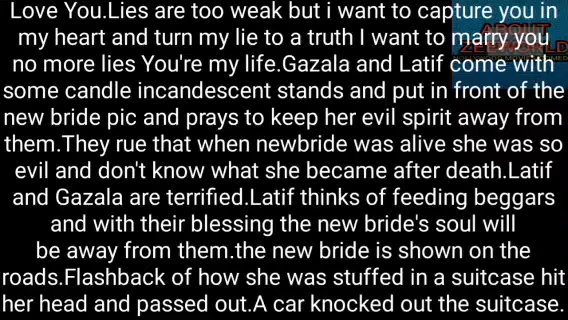 Love You.Lies are too weak but i want to capture you in
my heart and turn my lie to a truth I want to marry you
no more lies You're my life.Gazala and Latif come with
some candle incandescent stands and put in front of the
new bride pic and prays to keep her evil spirit away from
them.They rue that when newbride was alive she was so
evil and don't know what she became after death.Latif
and Gazala are terrified.Latif thinks of feeding beggars
and with their blessing the new bride's soul will
be away from them.the new bride is shown on the
roads.Flashback of how she was stuffed in a suitcase hit
her head and passed out.A car knocked out the suitcase.
ABOUT
ZEEWORLD